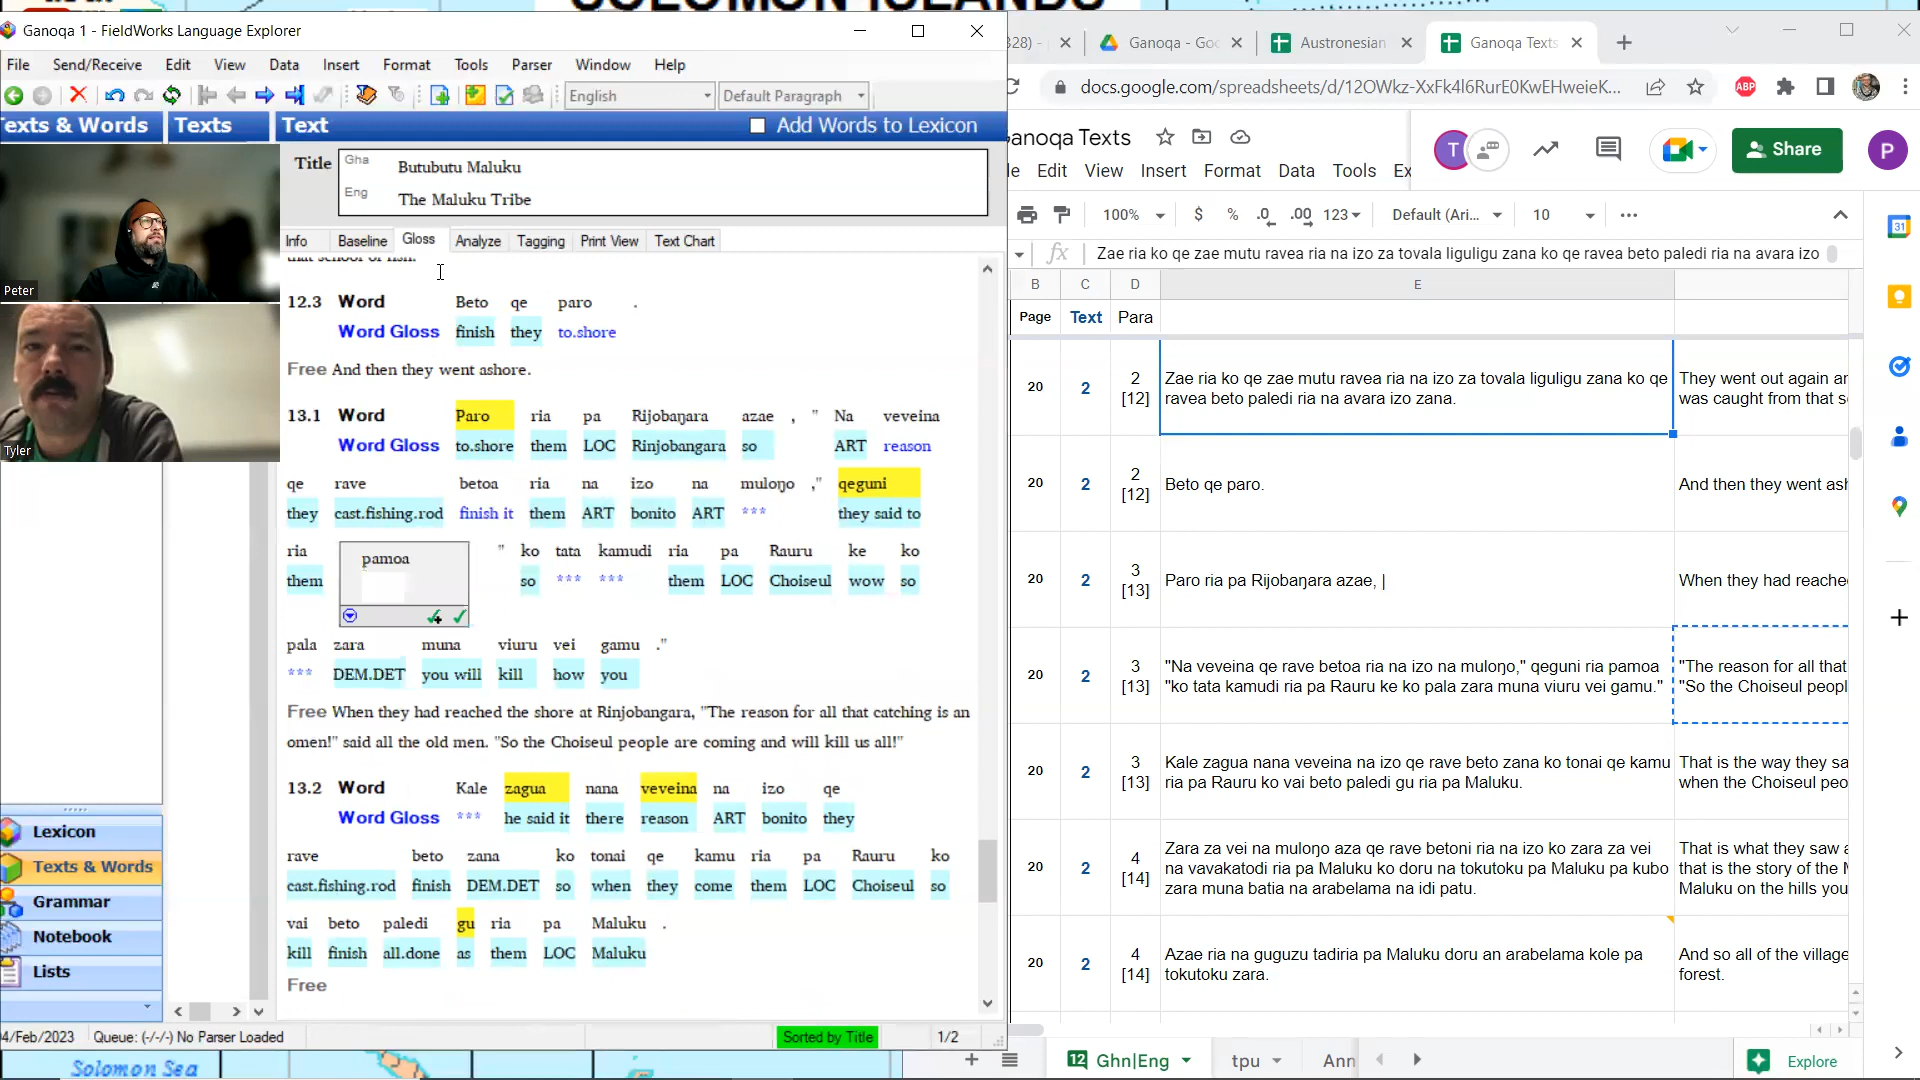 SOLOMON ISLANDS
Ganoqa 1 - FieldWorks Language Explorer
File Send/Receive Edit View Data Insert Format Tools Parser Window Help
English Default Paragraph
Texts & Words Texts Text Add Words to Lexicon
Title Gha Butubutu Maluku
Eng The Maluku Tribe
Info Baseline Gloss Analyze Tagging Print View Text Chart
that school of fish.
12.3 Word Beto qe paro .
Word Gloss finish they to.shore
Free And then they went ashore.
13.1 Word Paro ria pa Rijobaŋara azae , " Na veveina
Word Gloss to.shore them LOC Rinjobangara so ART reason
qe rave betoa ria na izo na muloŋo ," qeguni
they cast.fishing.rod finish it them ART bonito ART *** they said to
ria pamoa " ko tata kamudi ria pa Rauru ke ko
them so *** *** them LOC Choiseul wow so
pala zara muna viuru vei gamu ."
*** DEM.DET you will kill how you
Free When they had reached the shore at Rinjobangara, "The reason for all that catching is an
omen!" said all the old men. "So the Choiseul people are coming and will kill us all!"
13.2 Word Kale zagua nana veveina na izo qe
Word Gloss *** he said it there reason ART bonito they
rave beto zana ko tonai qe kamu ria pa Rauru ko
cast.fishing.rod finish DEM.DET so when they come them LOC Choiseul so
vai beto paledi gu ria pa Maluku .
kill finish all.done as them LOC Maluku
Free
Peter
Tyler
Lexicon
Texts & Words
Grammar
Notebook
Lists
04/Feb/2023 Queue: (-/-/-) No Parser Loaded Sorted by Title 1/2
Solomon Sea
328) - Ganoqa - Goo Austronesian Ganoqa Texts
docs.google.com/spreadsheets/d/12OWkz-XxFk4l6RurE0KwEHweieK...
ABP
Ganoqa Texts
le Edit View Insert Format Data Tools Ex
T Share P
100% $ % .0 .00 123 Default (Ari... 10
fx Zae ria ko qe zae mutu ravea ria na izo za tovala liguligu zana ko qe ravea beto paledi ria na avara izo
B C D E
Page Text Para
20 2 2 [12] Zae ria ko qe zae mutu ravea ria na izo za tovala liguligu zana ko qe They went out again an
ravea beto paledi ria na avara izo zana. was caught from that s
20 2 2 [12] Beto qe paro. And then they went ash
20 2 3 [13] Paro ria pa Rijobaŋara azae, When they had reache
20 2 3 [13] "Na veveina qe rave betoa ria na izo na muloŋo," qeguni ria pamoa "The reason for all that
"ko tata kamudi ria pa Rauru ke ko pala zara muna viuru vei gamu." "So the Choiseul peopl
20 2 3 [13] Kale zagua nana veveina na izo qe rave beto zana ko tonai qe kamu That is the way they sa
ria pa Rauru ko vai beto paledi gu ria pa Maluku. when the Choiseul peo
20 2 4 [14] Zara za vei na muloŋo aza qe rave betoni ria na izo ko zara za vei That is what they saw a
na vavakatodi ria pa Maluku ko doru na tokutoku pa Maluku pa kubo that is the story of the M
zara muna batia na arabelama na idi patu. Maluku on the hills you
20 2 4 [14] Azae ria na guguzu tadiria pa Maluku doru an arabelama kole pa And so all of the village
tokutoku zara. forest.
12 Ghn|Eng tpu Ann Explore
31